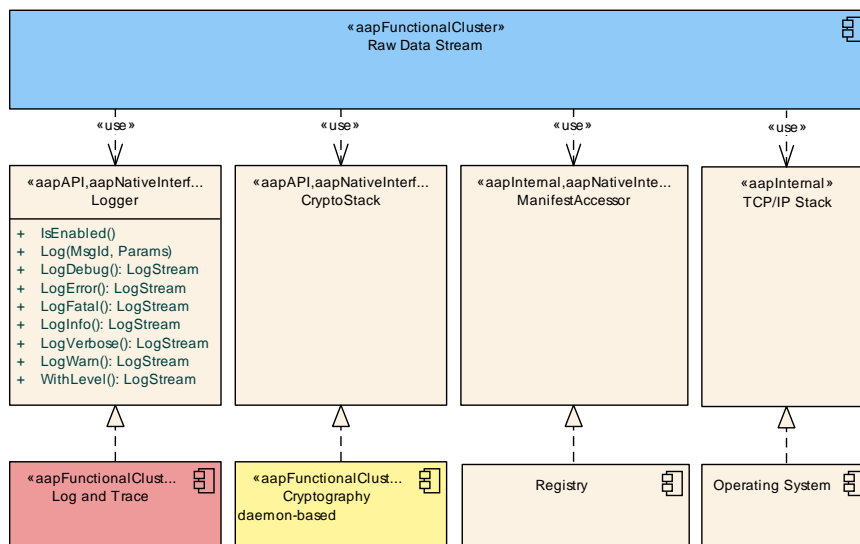 «aapFunctionalCluster»
Raw Data Stream
«use» «use» «use» «use»
«aapAPI,aapNativeInterf...
Logger
+ IsEnabled()
+ Log(MsgId, Params)
+ LogDebug(): LogStream
+ LogError(): LogStream
+ LogFatal(): LogStream
+ LogInfo(): LogStream
+ LogVerbose(): LogStream
+ LogWarn(): LogStream
+ WithLevel(): LogStream
«aapAPI,aapNativeInterf...
CryptoStack
«aapInternal,aapNativeInte...
ManifestAccessor
«aapInternal»
TCP/IP Stack
«aapFunctionalClust...
Log and Trace
«aapFunctionalClust...
Cryptography
daemon-based
Registry
Operating System